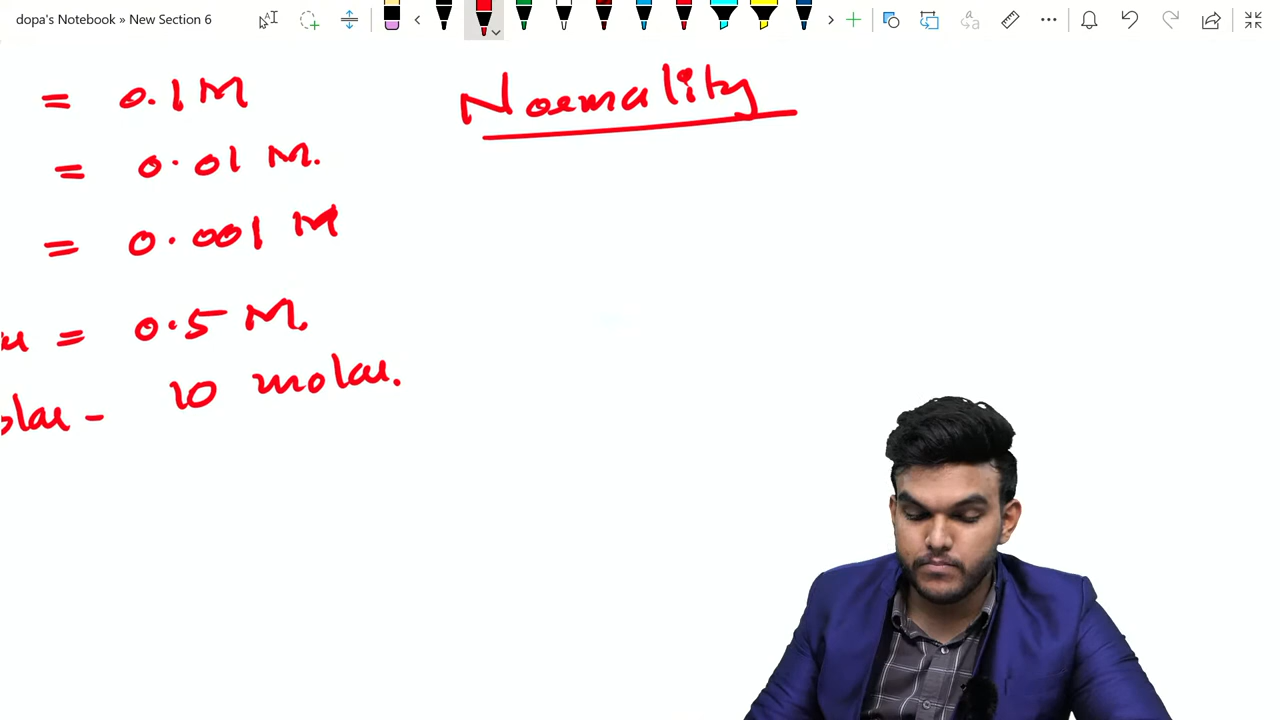 dopa's Notebook » New Section 6
= 0.1 M
= 0.01 M.
= 0.001 M
= 0.5 M.
- 10 molar.
Normality